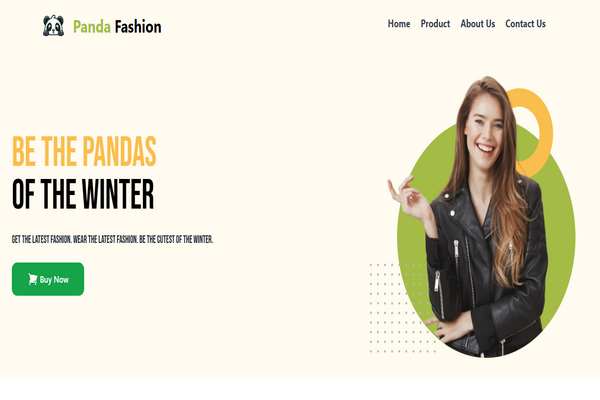 Panda Fashion
Home Product About Us Contact Us
BE THE PANDAS
OF THE WINTER
GET THE LATEST FASHION. WEAR THE LATEST FASHION. BE THE CUTEST OF THE WINTER.
Buy Now